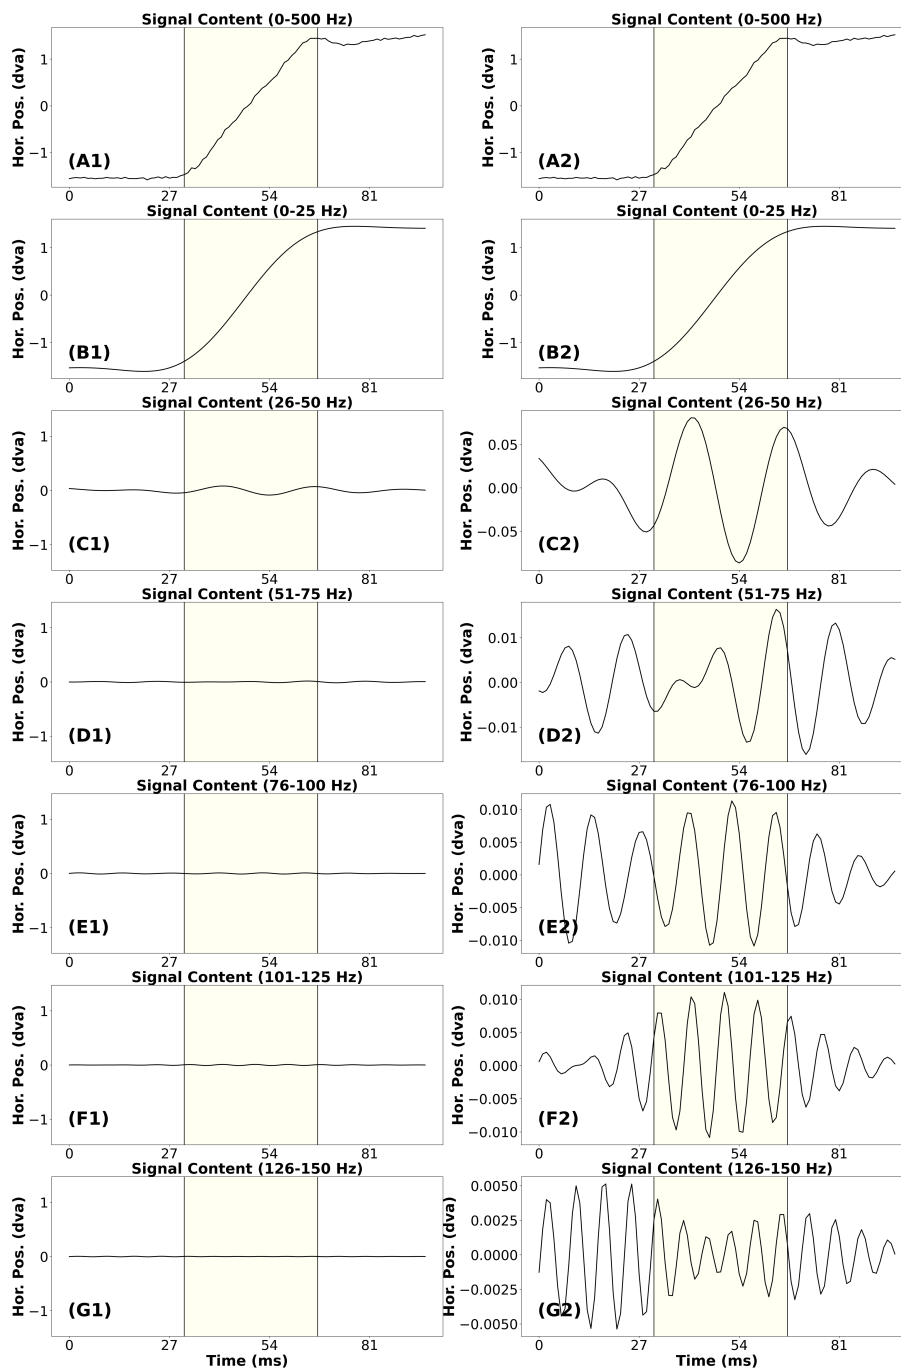 Signal Content (0-500 Hz)
Hor. Pos. (dva)
1
0
−1
(A1)
0 27 54 81
Signal Content (0-500 Hz)
Hor. Pos. (dva)
1
0
−1
(A2)
0 27 54 81
Signal Content (0-25 Hz)
Hor. Pos. (dva)
1
0
−1
(B1)
0 27 54 81
Signal Content (0-25 Hz)
Hor. Pos. (dva)
1
0
−1
(B2)
0 27 54 81
Signal Content (26-50 Hz)
Hor. Pos. (dva)
1
0
−1
(C1)
0 27 54 81
Signal Content (26-50 Hz)
Hor. Pos. (dva)
0.05
0.00
−0.05
(C2)
0 27 54 81
Signal Content (51-75 Hz)
Hor. Pos. (dva)
1
0
−1
(D1)
0 27 54 81
Signal Content (51-75 Hz)
Hor. Pos. (dva)
0.01
0.00
−0.01
(D2)
0 27 54 81
Signal Content (76-100 Hz)
Hor. Pos. (dva)
1
0
−1
(E1)
0 27 54 81
Signal Content (76-100 Hz)
Hor. Pos. (dva)
0.010
0.005
0.000
−0.005
−0.010
(E2)
0 27 54 81
Signal Content (101-125 Hz)
Hor. Pos. (dva)
1
0
−1
(F1)
0 27 54 81
Signal Content (101-125 Hz)
Hor. Pos. (dva)
0.010
0.005
0.000
−0.005
−0.010
(F2)
0 27 54 81
Signal Content (126-150 Hz)
Hor. Pos. (dva)
1
0
−1
(G1)
0 27 54 81
Time (ms)
Signal Content (126-150 Hz)
Hor. Pos. (dva)
0.0050
0.0025
0.0000
−0.0025
−0.0050
(G2)
0 27 54 81
Time (ms)